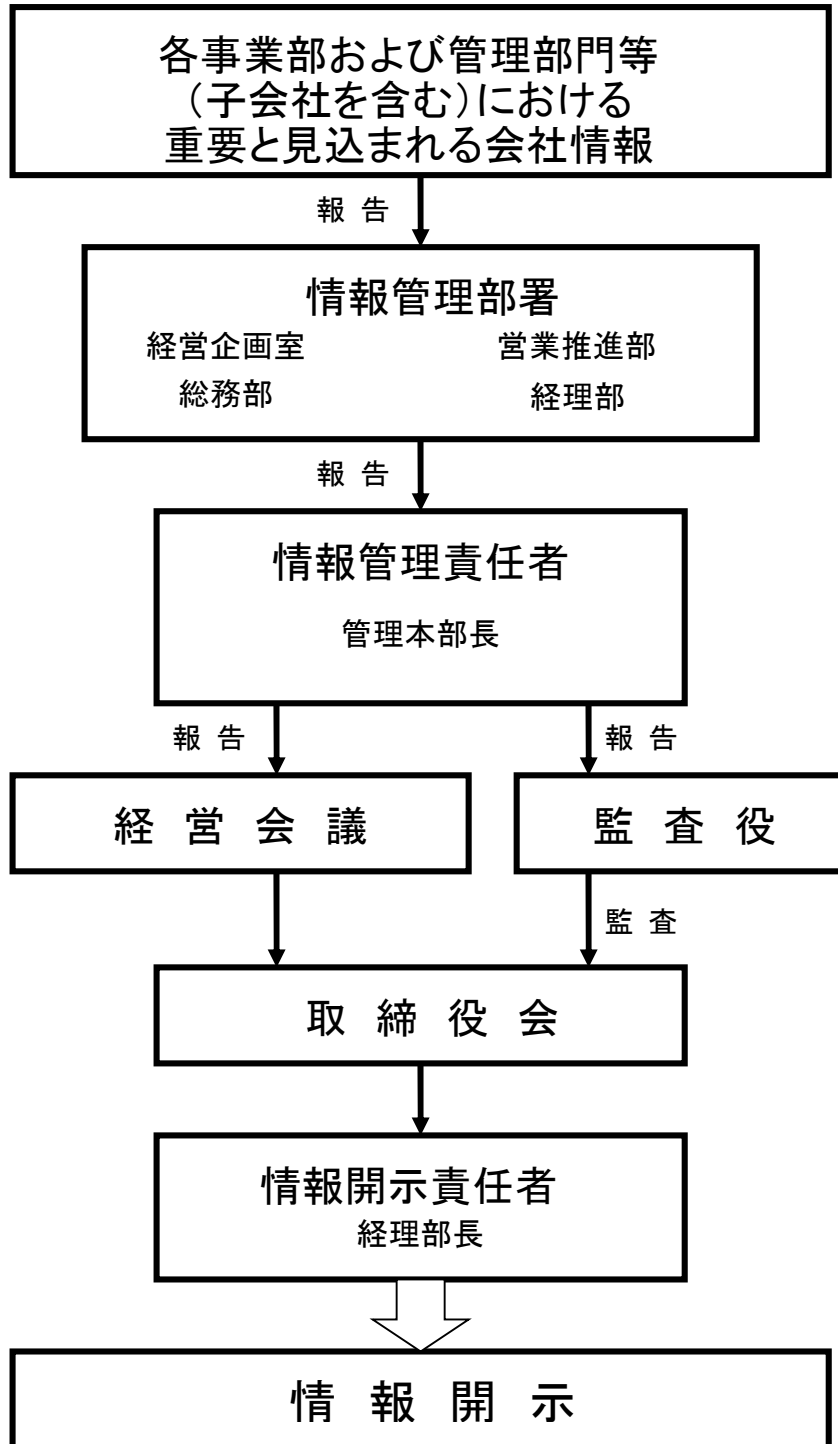 各事業部および管理部門等
（子会社を含む）における
重要と見込まれる会社情報
報 告
情報管理部署
経営企画室 営業推進部
総務部 経理部
報 告
情報管理責任者
管理本部長
報 告 報 告
経 営 会 議 監 査 役
監 査
取 締 役 会
情報開示責任者
経理部長
情 報 開 示